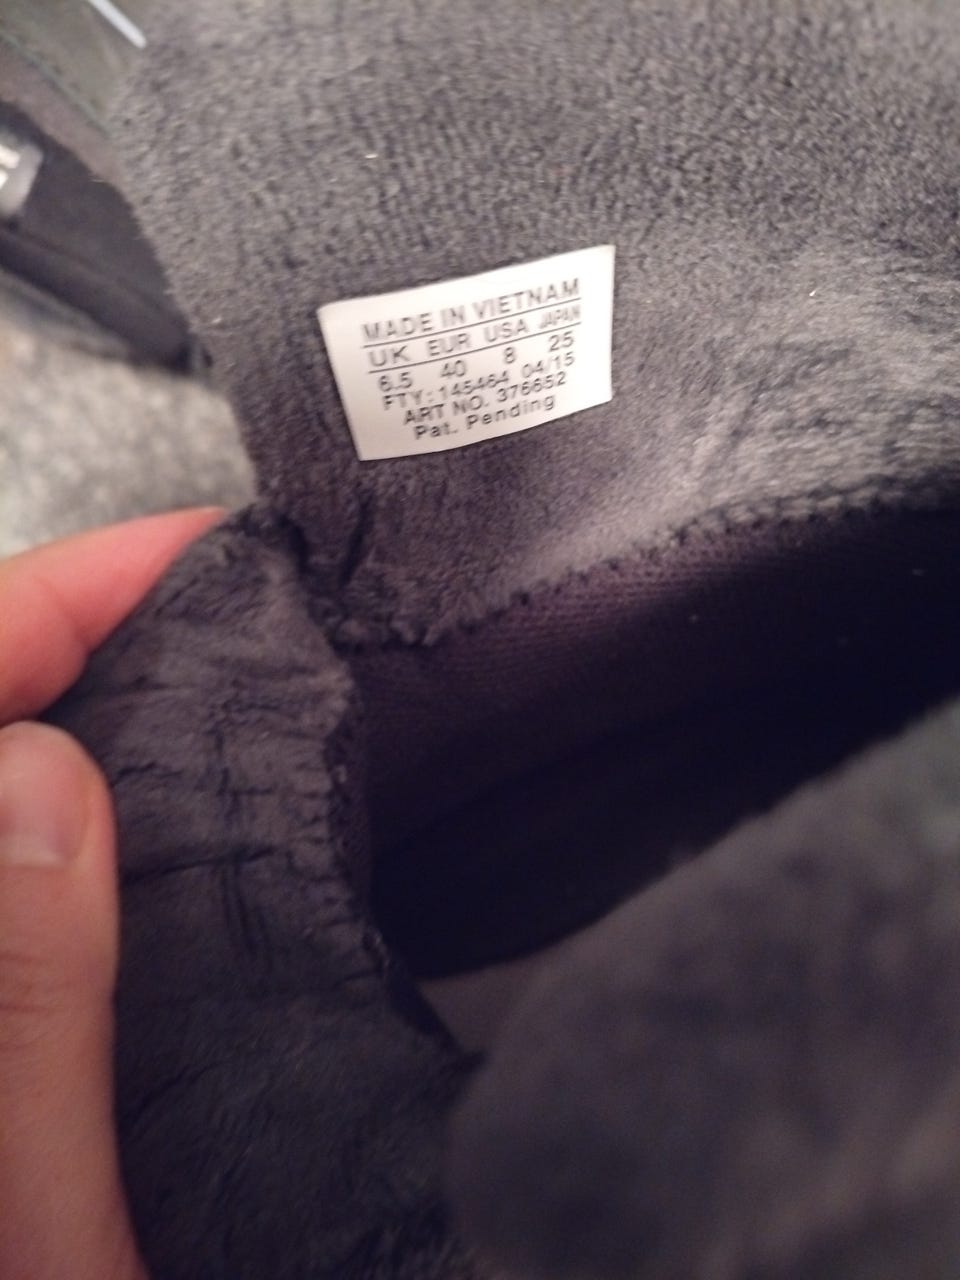 MADE IN VIETNAM
UK EUR USA JAPAN
6.5 40 8 25
FTY: 145464 04/15
ART NO. 376652
Pat. Pending